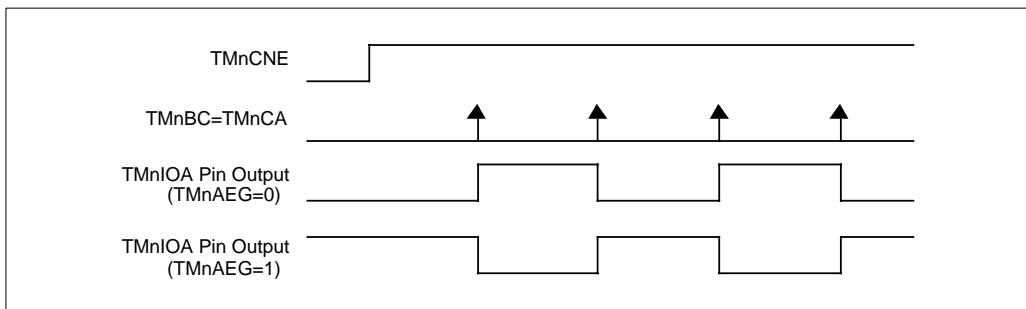 TMnCNE
TMnBC=TMnCA
TMnIOA Pin Output
(TMnAEG=0)
TMnIOA Pin Output
(TMnAEG=1)